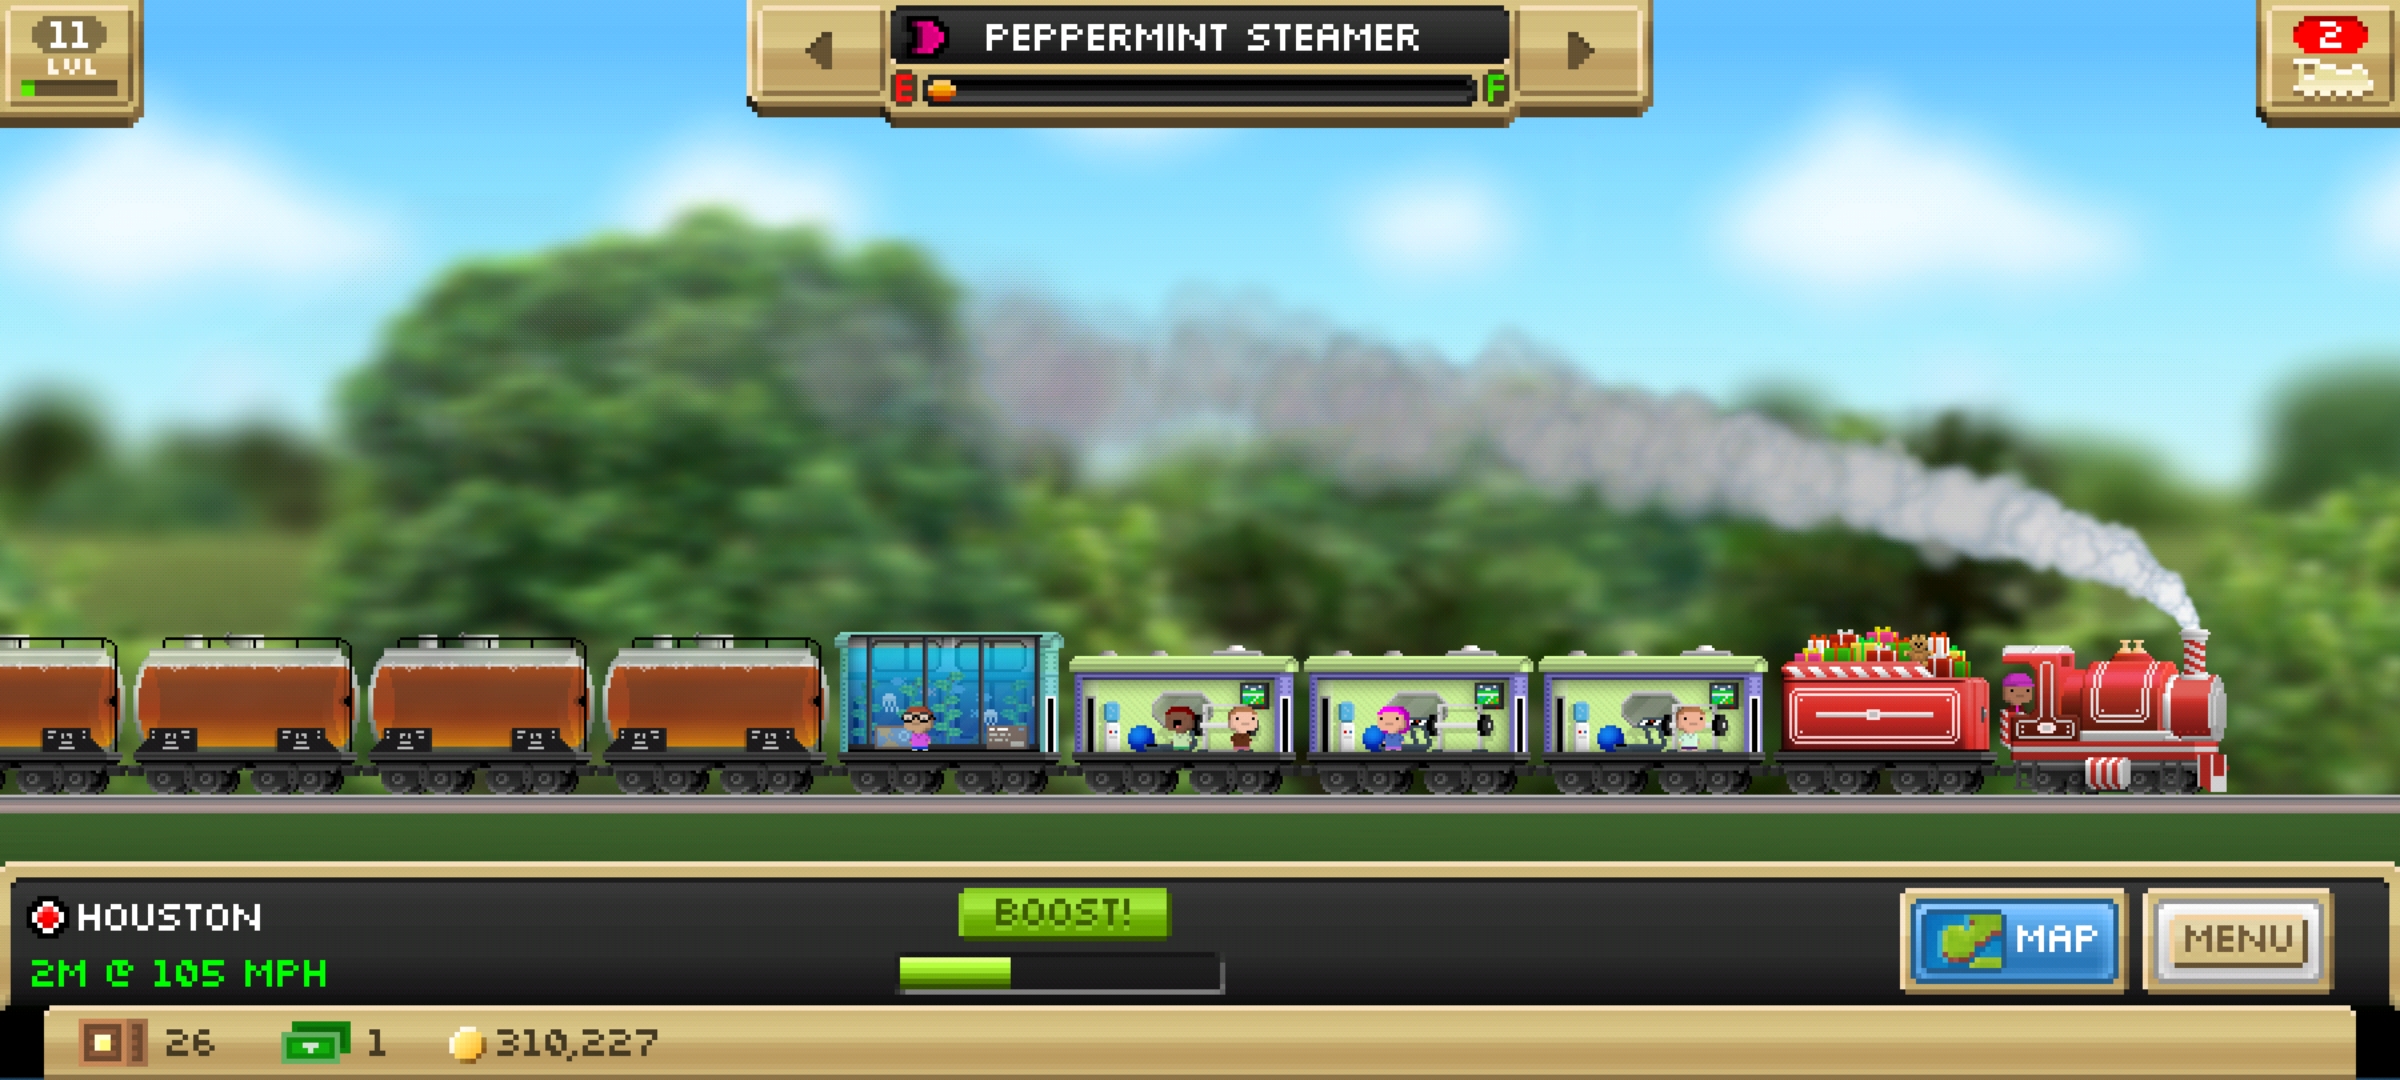 11
LVL
PEPPERMINT STEAMER
E F
2
HOUSTON
2M @ 105 MPH
BOOST!
MAP
MENU
26 1 310,227